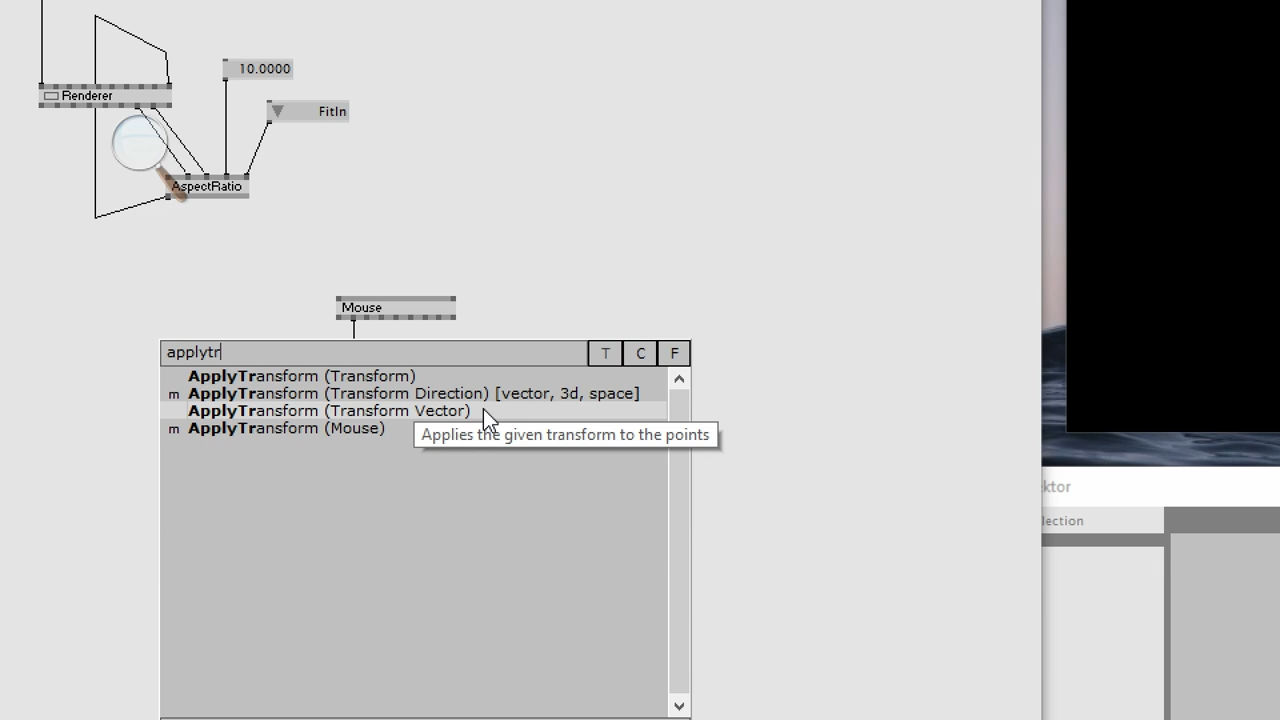 10.0000
Renderer
FitIn
AspectRatio
Mouse
applytr
T C F
ApplyTransform (Transform)
m ApplyTransform (Transform Direction) [vector, 3d, space]
ApplyTransform (Transform Vector)
m ApplyTransform (Mouse)
Applies the given transform to the points
ktor
lection